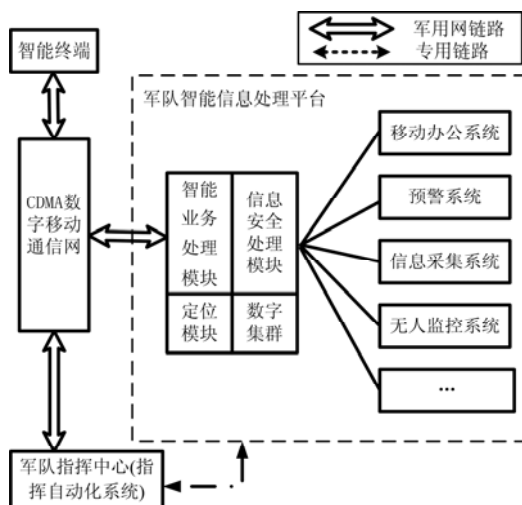 军用网链路
专用链路
智能终端
军队智能信息处理平台
CDMA数
字移动
通信网
智能
业务
处理
模块
信息
安全
处理
模块
定位
模块
数字
集群
移动办公系统
预警系统
信息采集系统
无人监控系统
...
军队指挥中心(指
挥自动化系统)